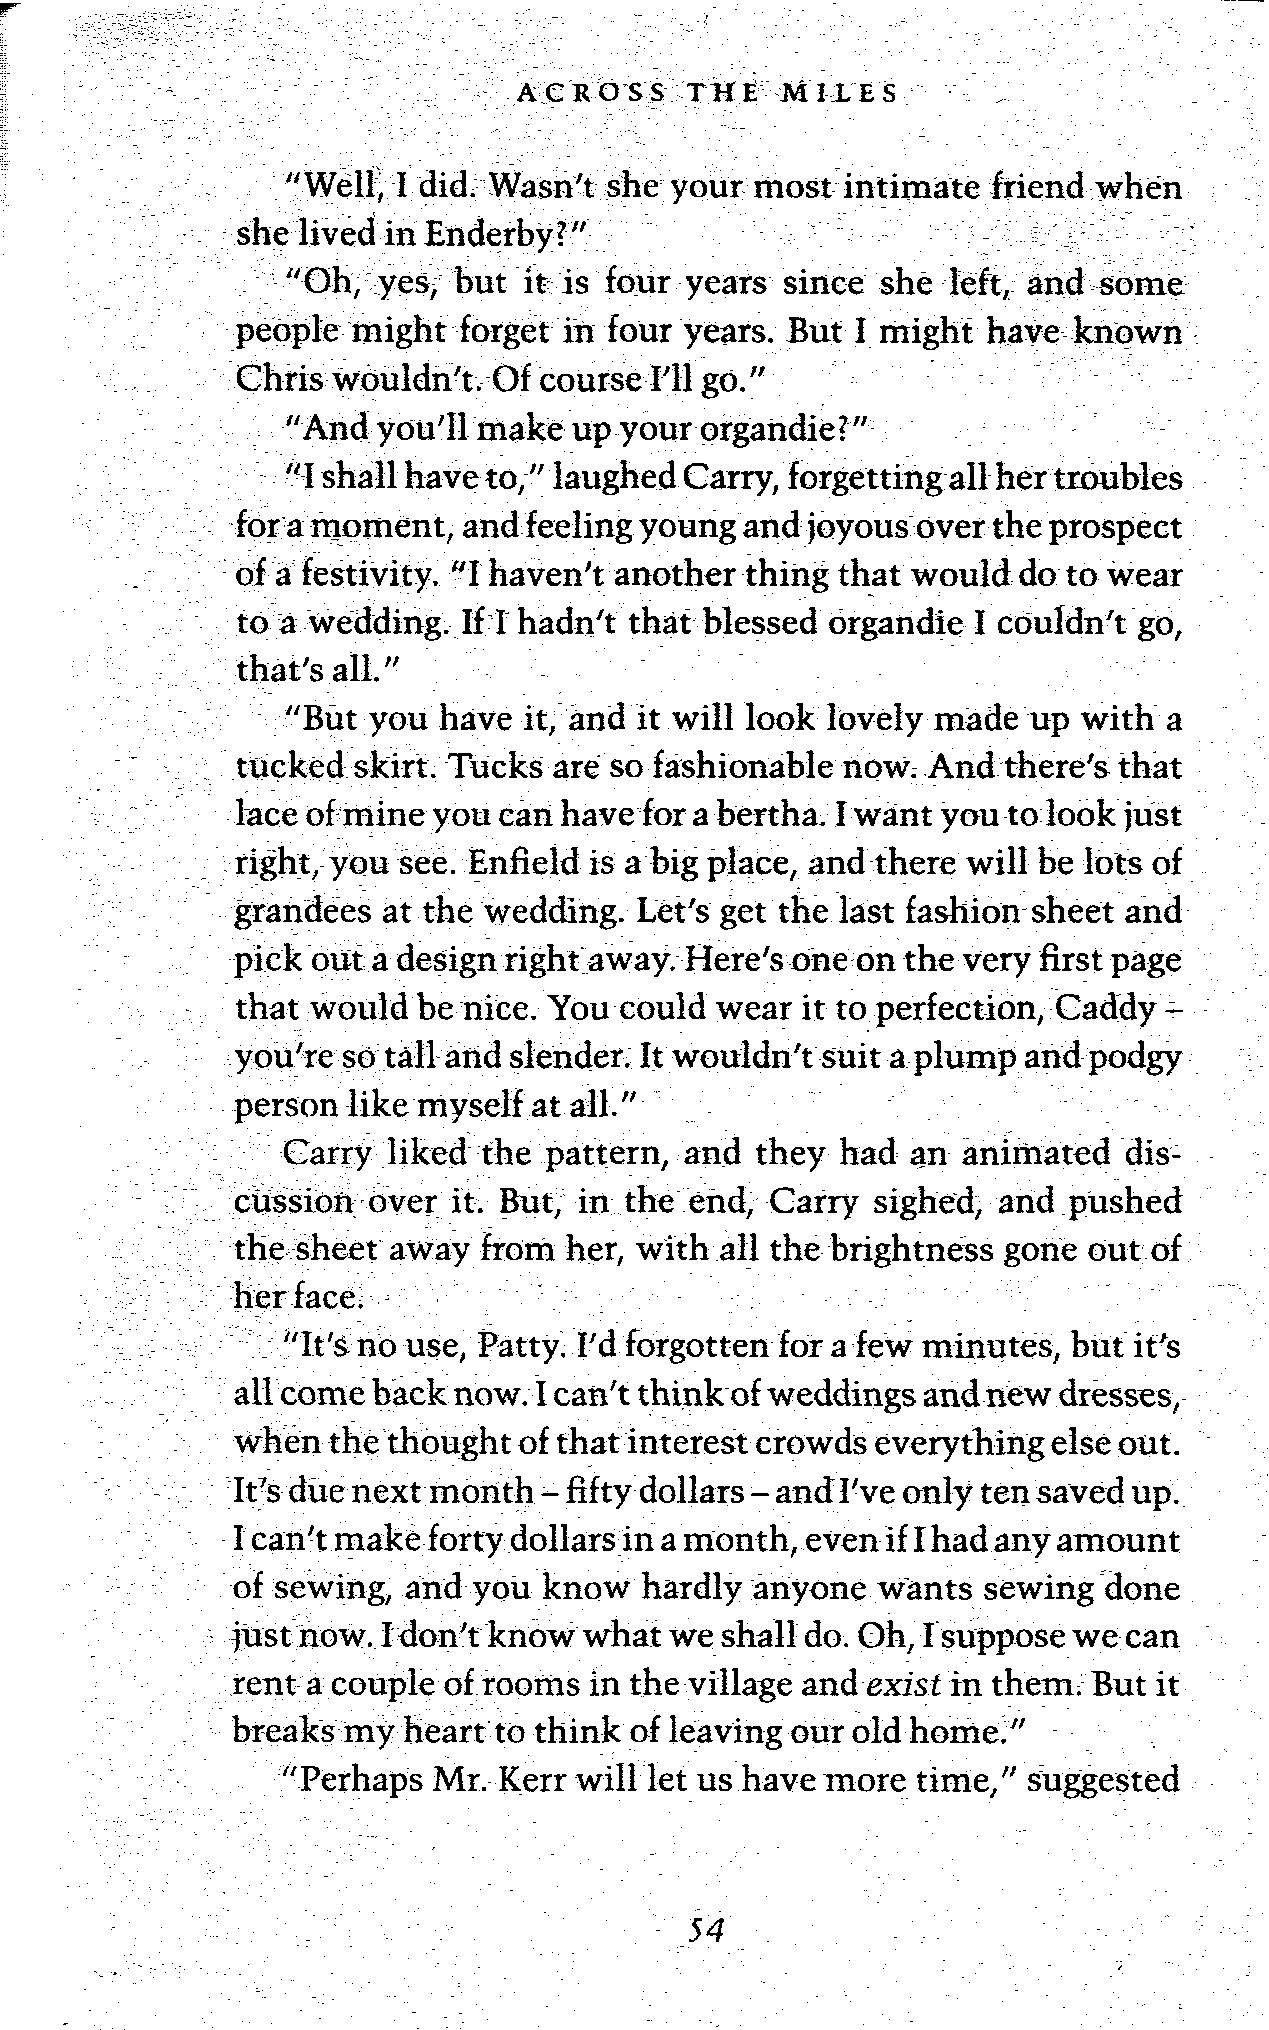 ACROSS THE MILES
"Well, I did. Wasn't she your most intimate friend when
she lived in Enderby?"
"Oh, yes, but it is four years since she left, and some
people might forget in four years. But I might have known
Chris wouldn't. Of course I'll go."
"And you'll make up your organdie?"
"I shall have to," laughed Carry, forgetting all her troubles
for a moment, and feeling young and joyous over the prospect
of a festivity. "I haven't another thing that would do to wear
to a wedding. If I hadn't that blessed organdie I couldn't go,
that's all."
"But you have it, and it will look lovely made up with a
tucked skirt. Tucks are so fashionable now. And there's that
lace of mine you can have for a bertha. I want you to look just
right, you see. Enfield is a big place, and there will be lots of
grandees at the wedding. Let's get the last fashion sheet and
pick out a design right away. Here's one on the very first page
that would be nice. You could wear it to perfection, Caddy –
you're so tall and slender. It wouldn't suit a plump and podgy
person like myself at all."
Carry liked the pattern, and they had an animated dis-
cussion over it. But, in the end, Carry sighed, and pushed
the sheet away from her, with all the brightness gone out of
her face.
"It's no use, Patty. I'd forgotten for a few minutes, but it's
all come back now. I can't think of weddings and new dresses,
when the thought of that interest crowds everything else out.
It's due next month – fifty dollars – and I've only ten saved up.
I can't make forty dollars in a month, even if I had any amount
of sewing, and you know hardly anyone wants sewing done
just now. I don't know what we shall do. Oh, I suppose we can
rent a couple of rooms in the village and exist in them. But it
breaks my heart to think of leaving our old home."
"Perhaps Mr. Kerr will let us have more time," suggested
54